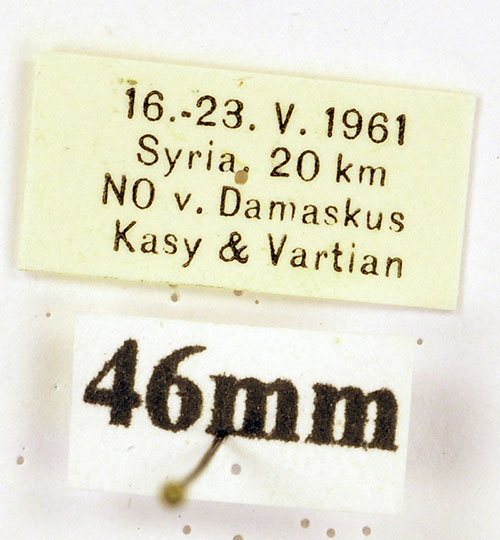 16.-23. V. 1961
Syria, 20 km
NO v. Damaskus
Kasy & Vartian
46mm